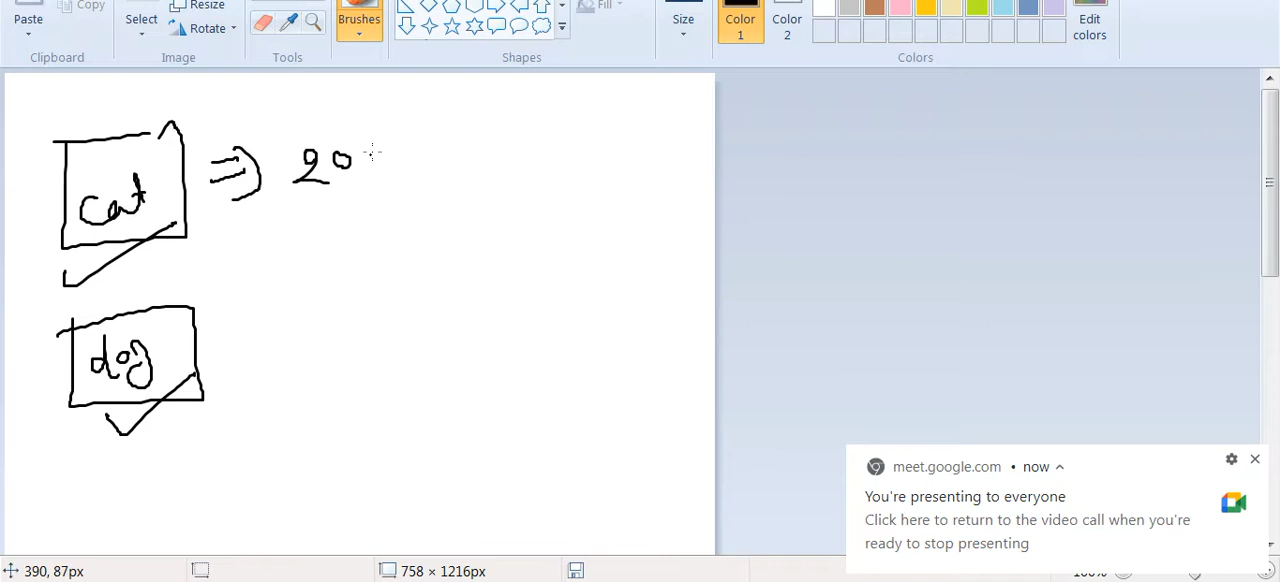 Paste
Copy
Select
Resize
Rotate
Brushes
Fill
Size
Color 1
Color 2
Edit colors
Clipboard
Image
Tools
Shapes
Colors
cat ⇒ 20
dog
meet.google.com • now
You're presenting to everyone
Click here to return to the video call when you're
ready to stop presenting
390, 87px
758 × 1216px
100%